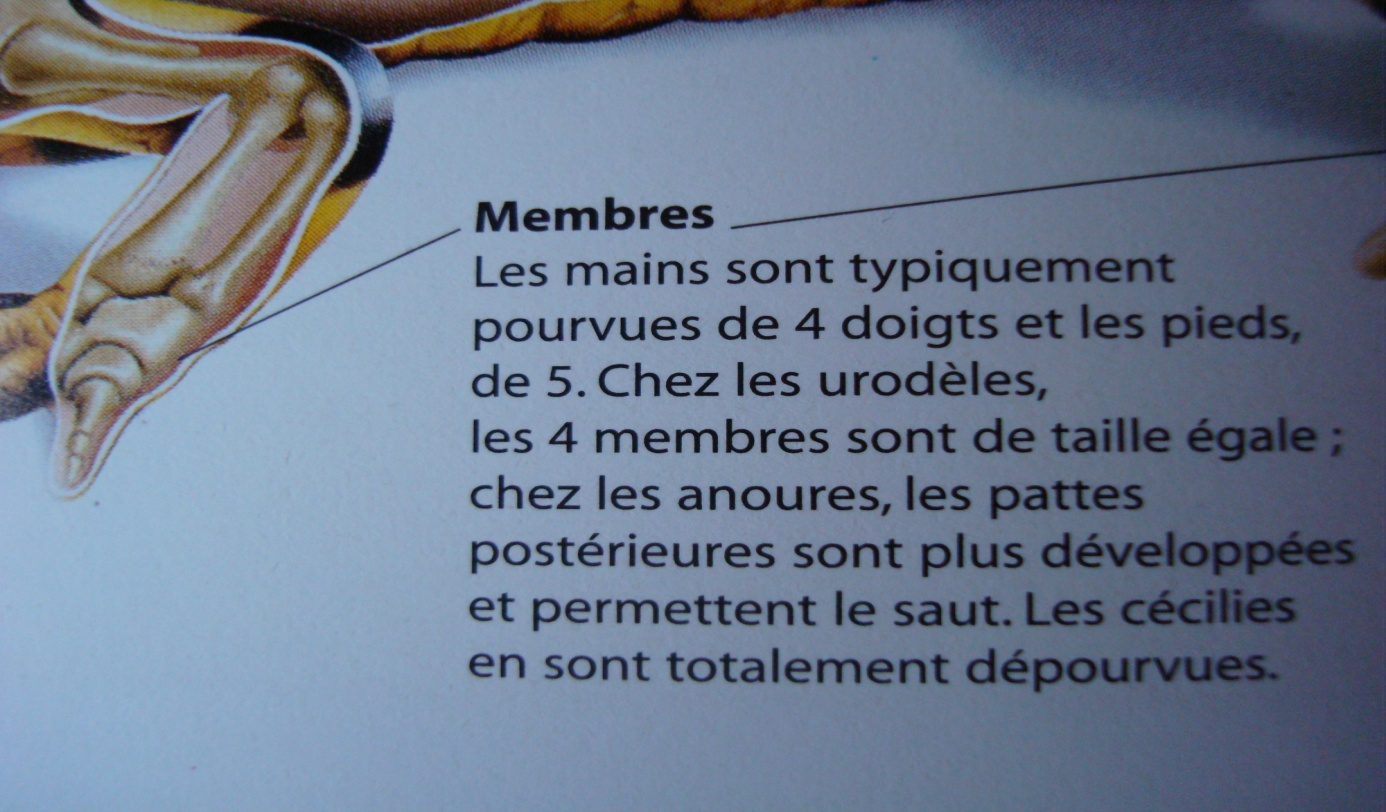 Membres
Les mains sont typiquement
pourvues de 4 doigts et les pieds,
de 5. Chez les urodèles,
les 4 membres sont de taille égale ;
chez les anoures, les pattes
postérieures sont plus développées
et permettent le saut. Les cécilies
en sont totalement dépourvues.